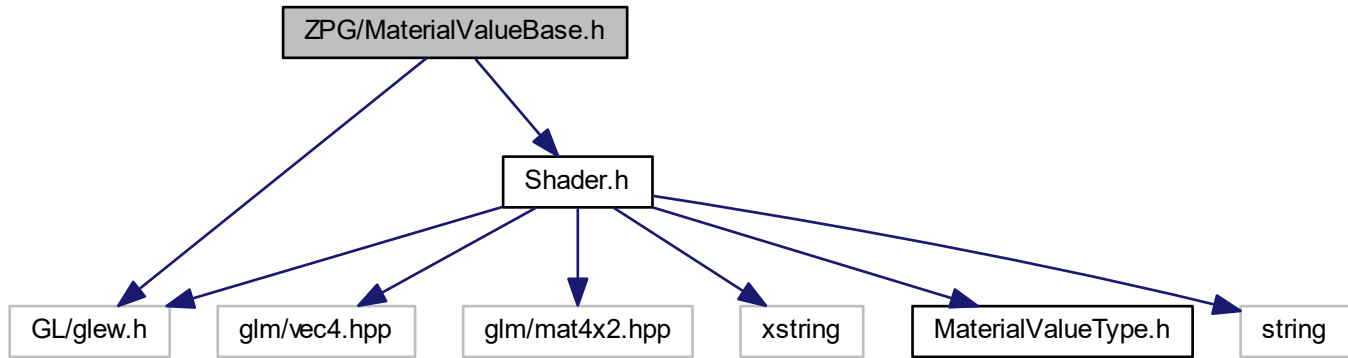 ZPG/MaterialValueBase.h
Shader.h
GL/glew.h
glm/vec4.hpp
glm/mat4x2.hpp
xstring
MaterialValueType.h
string